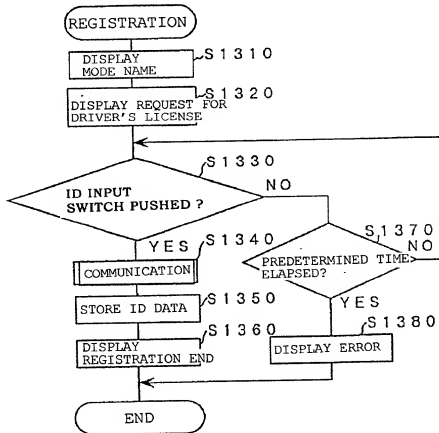 REGISTRATION
S1310
DISPLAY
MODE NAME
S1320
DISPLAY REQUEST FOR
DRIVER'S LICENSE
S1330
ID INPUT
SWITCH PUSHED ?
NO
YES
S1340
COMMUNICATION
S1350
STORE ID DATA
S1360
DISPLAY
REGISTRATION END
S1370
PREDETERMINED TIME
ELAPSED?
NO
YES
S1380
DISPLAY ERROR
END